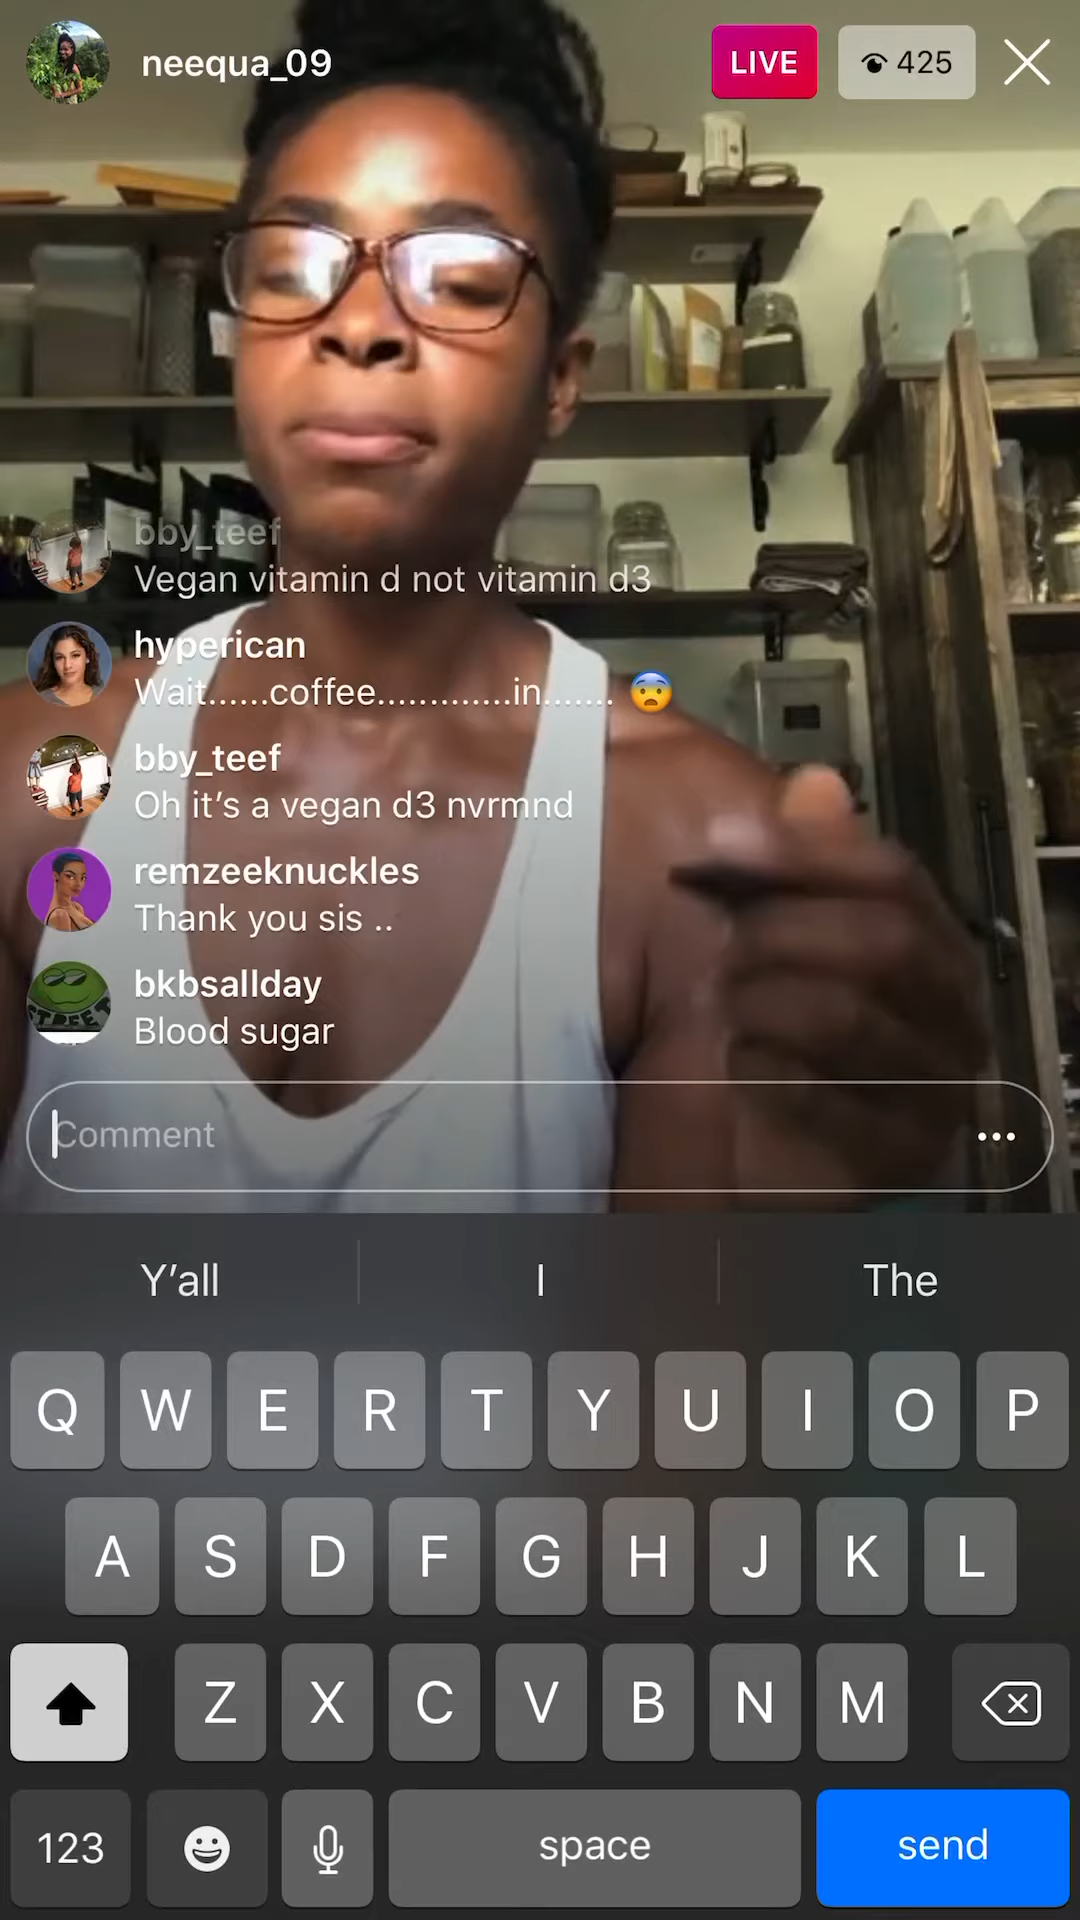 neequa_09
LIVE
425
bby_teef
Vegan vitamin d not vitamin d3
hyperican
Wait......coffee.............in....... 😨
bby_teef
Oh it's a vegan d3 nvrmnd
remzeeknuckles
Thank you sis ..
bkbsallday
Blood sugar
Comment
Y'all I The
Q W E R T Y U I O P
A S D F G H J K L
Z X C V B N M
123 space send